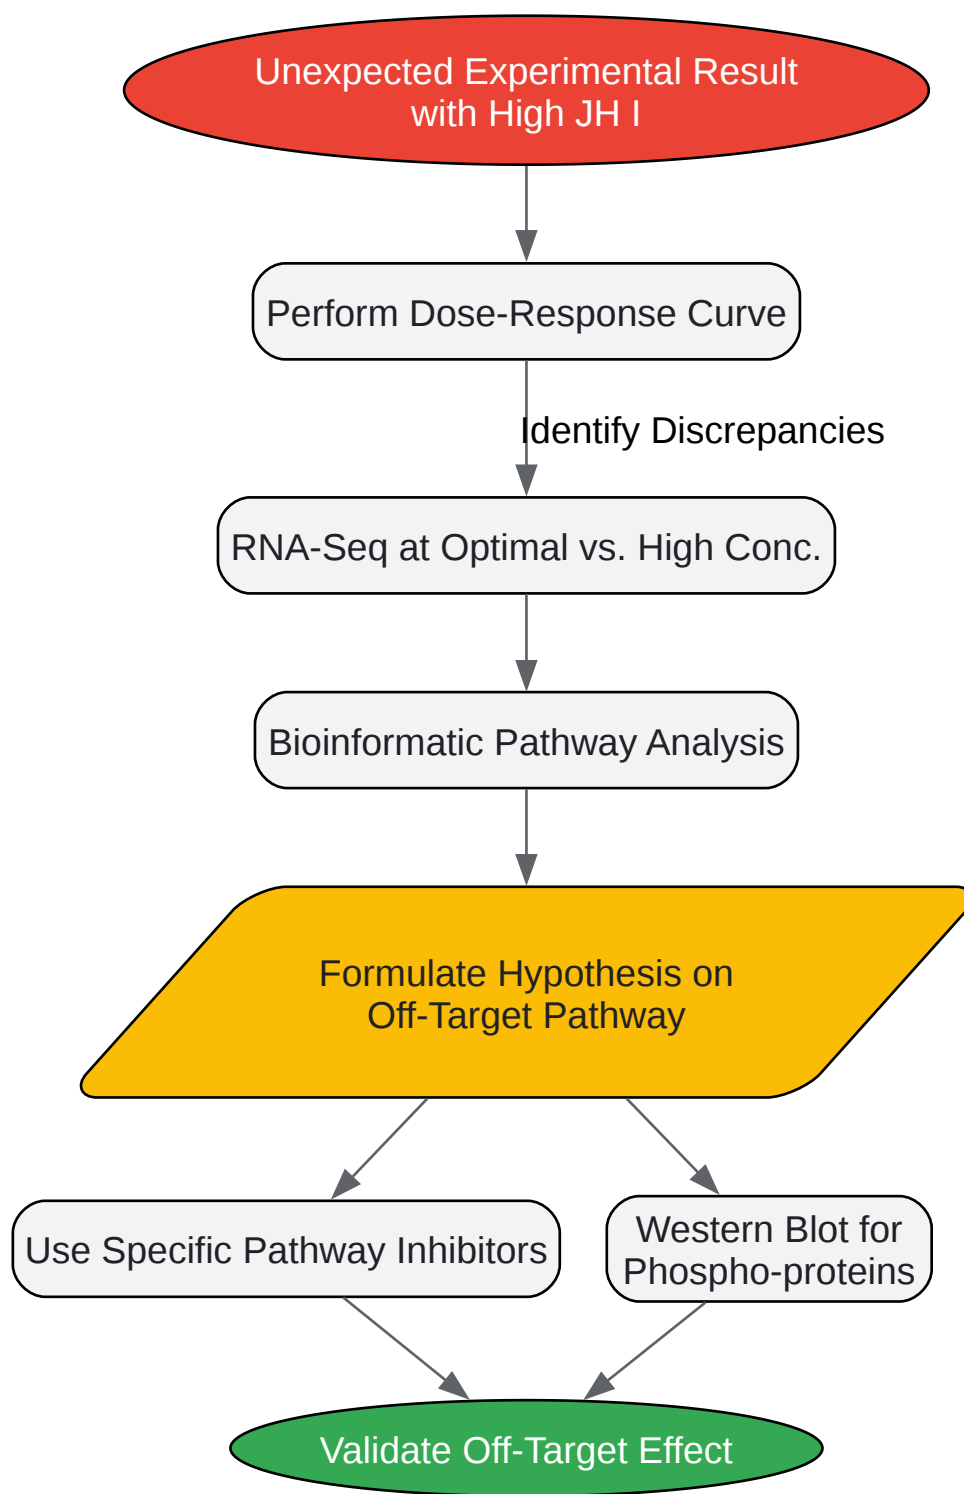 Unexpected Experimental Result
with High JH I
Perform Dose-Response Curve
Identify Discrepancies
RNA-Seq at Optimal vs. High Conc.
Bioinformatic Pathway Analysis
Formulate Hypothesis on
Off-Target Pathway
Use Specific Pathway Inhibitors
Western Blot for
Phospho-proteins
Validate Off-Target Effect